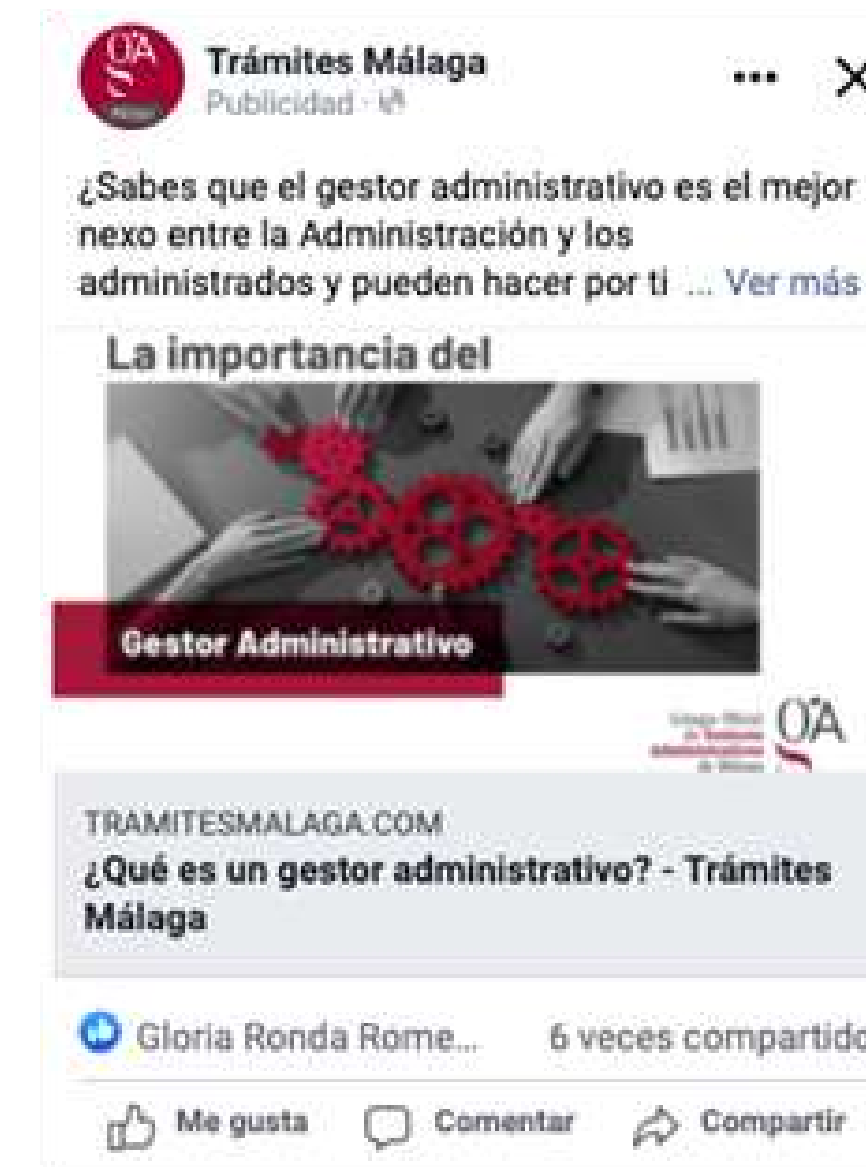 Trámites Málaga
Publicidad ·
¿Sabes que el gestor administrativo es el mejor
nexo entre la Administración y los
administrados y pueden hacer por ti ... Ver más
La importancia del
Gestor Administrativo
gA
TRAMITESMALAGA.COM
¿Qué es un gestor administrativo? - Trámites
Málaga
Gloria Ronda Rome... 6 veces compartido
Me gusta Comentar Compartir